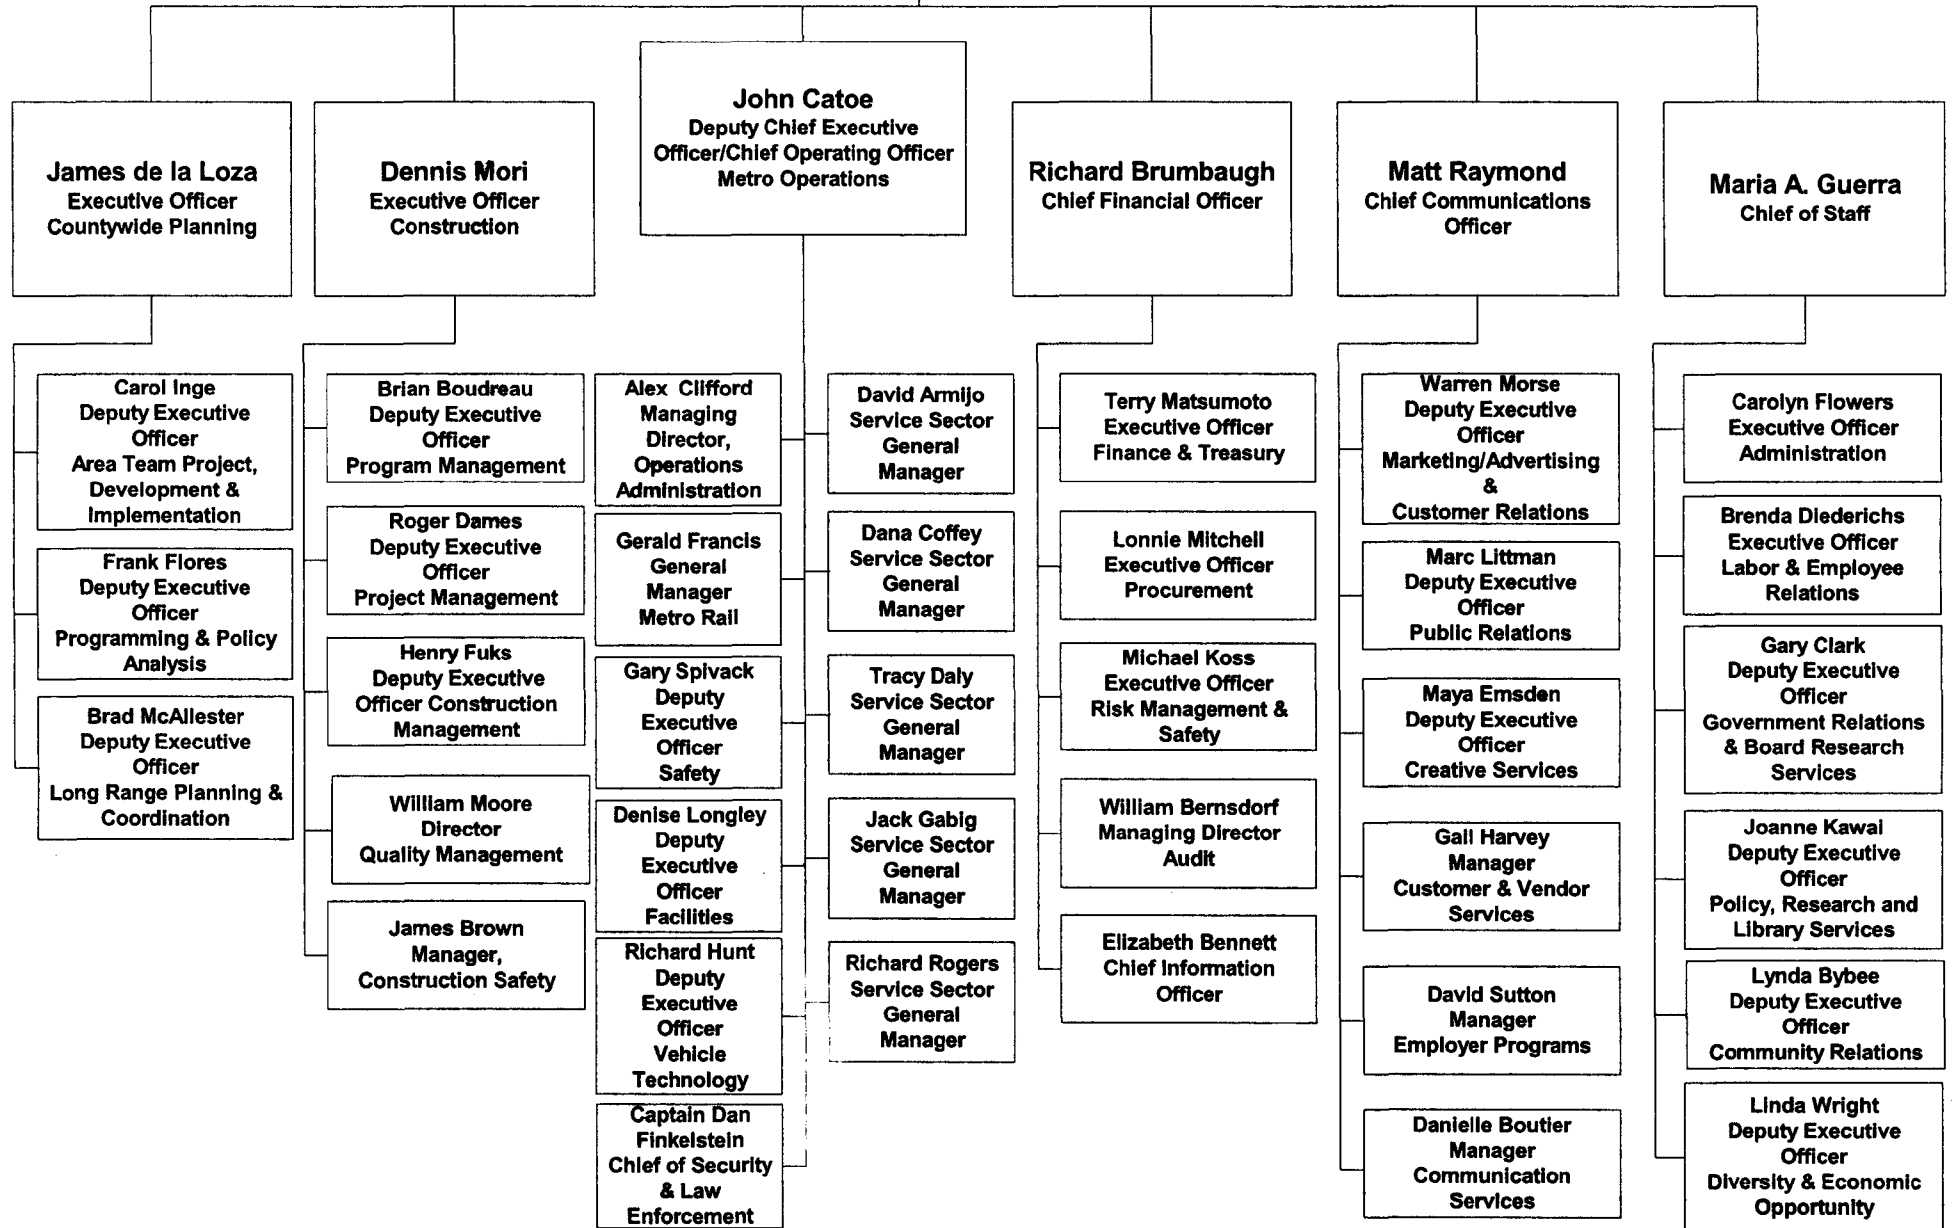 James de la Loza
Executive Officer
Countywide Planning
Dennis Mori
Executive Officer
Construction
John Catoe
Deputy Chief Executive
Officer/Chief Operating Officer
Metro Operations
Richard Brumbaugh
Chief Financial Officer
Matt Raymond
Chief Communications
Officer
Maria A. Guerra
Chief of Staff
Carol Inge
Deputy Executive
Officer
Area Team Project,
Development &
Implementation
Frank Flores
Deputy Executive
Officer
Programming & Policy
Analysis
Brad McAllester
Deputy Executive
Officer
Long Range Planning &
Coordination
Brian Boudreau
Deputy Executive
Officer
Program Management
Roger Dames
Deputy Executive
Officer
Project Management
Henry Fuks
Deputy Executive
Officer Construction
Management
William Moore
Director
Quality Management
James Brown
Manager,
Construction Safety
Alex Clifford
Managing
Director,
Operations
Administration
Gerald Francis
General
Manager
Metro Rail
Gary Spivack
Deputy
Executive
Officer
Safety
Denise Longley
Deputy
Executive
Officer
Facilities
Richard Hunt
Deputy
Executive
Officer
Vehicle
Technology
Captain Dan
Finkelstein
Chief of Security
& Law
Enforcement
David Armijo
Service Sector
General
Manager
Dana Coffey
Service Sector
General
Manager
Tracy Daly
Service Sector
General
Manager
Jack Gabig
Service Sector
General
Manager
Richard Rogers
Service Sector
General
Manager
Terry Matsumoto
Executive Officer
Finance & Treasury
Lonnie Mitchell
Executive Officer
Procurement
Michael Koss
Executive Officer
Risk Management &
Safety
William Bernsdorf
Managing Director
Audit
Elizabeth Bennett
Chief Information
Officer
Warren Morse
Deputy Executive
Officer
Marketing/Advertising
&
Customer Relations
Marc Littman
Deputy Executive
Officer
Public Relations
Maya Emsden
Deputy Executive
Officer
Creative Services
Gail Harvey
Manager
Customer & Vendor
Services
David Sutton
Manager
Employer Programs
Danielle Boutier
Manager
Communication
Services
Carolyn Flowers
Executive Officer
Administration
Brenda Diederichs
Executive Officer
Labor & Employee
Relations
Gary Clark
Deputy Executive
Officer
Government Relations
& Board Research
Services
Joanne Kawai
Deputy Executive
Officer
Policy, Research and
Library Services
Lynda Bybee
Deputy Executive
Officer
Community Relations
Linda Wright
Deputy Executive
Officer
Diversity & Economic
Opportunity